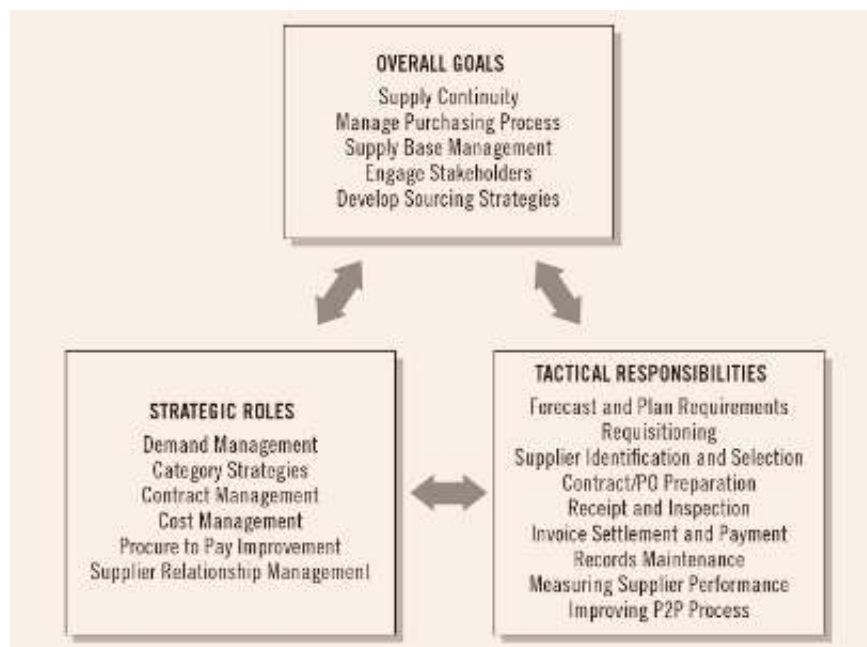 OVERALL GOALS
Supply Continuity
Manage Purchasing Process
Supply Base Management
Engage Stakeholders
Develop Sourcing Strategies
STRATEGIC ROLES
Demand Management
Category Strategies
Contract Management
Cost Management
Procure to Pay Improvement
Supplier Relationship Management
TACTICAL RESPONSIBILITIES
Forecast and Plan Requirements
Requisitioning
Supplier Identification and Selection
Contract/PO Preparation
Receipt and Inspection
Invoice Settlement and Payment
Records Maintenance
Measuring Supplier Performance
Improving P2P Process